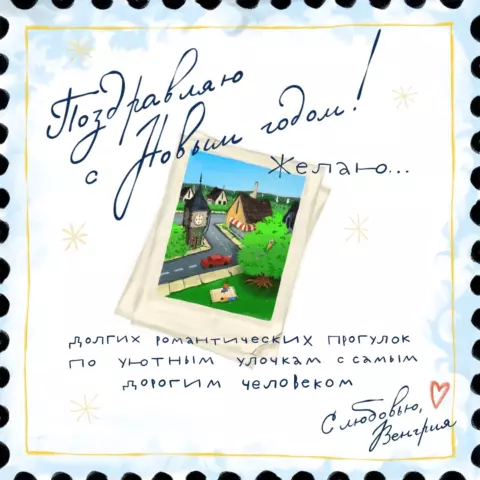 Поздравляю
с Новым годом!
Желаю...
долгих романтических прогулок
по уютным улочкам с самым
дорогим человеком
С любовью,
Венгрия